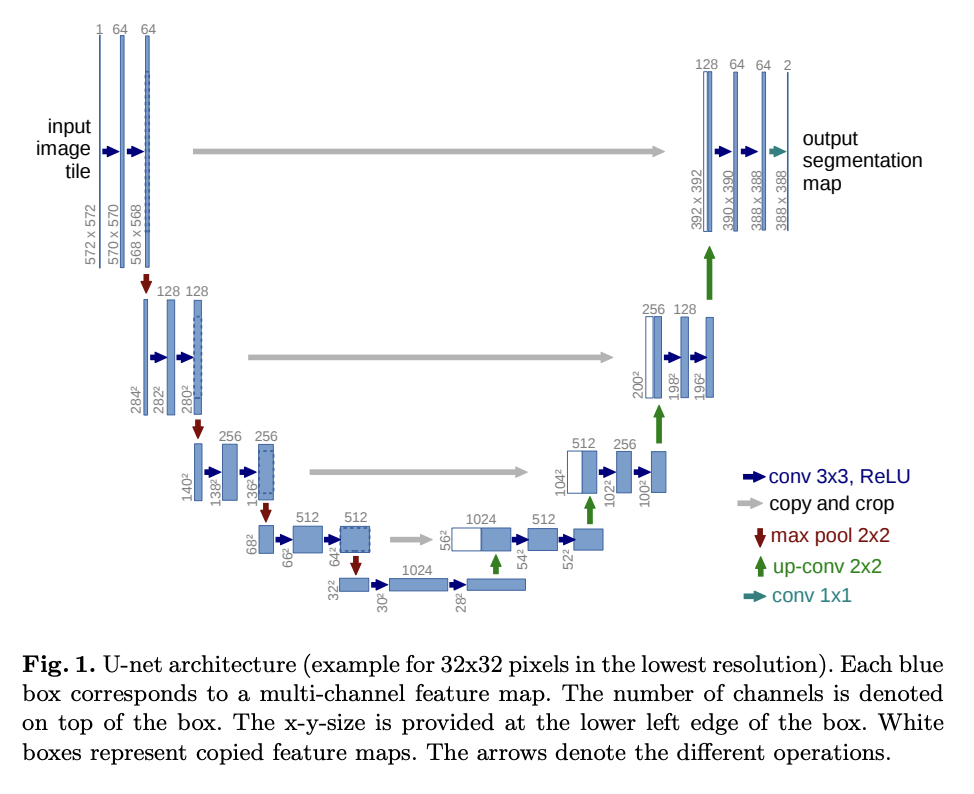 1 64 64
128 64 64 2
input
image
tile
output
segmentation
map
572 x 572
570 x 570
568 x 568
392 x 392
390 x 390
388 x 388
388 x 388
128 128
256 128
284²
282²
280²
200²
198²
196²
256 256
512 256
140²
138²
136²
104²
102²
100²
conv 3x3, ReLU
copy and crop
max pool 2x2
up-conv 2x2
conv 1x1
512 512
1024 512
68²
66²
64²
56²
54²
52²
1024
32²
30²
28²
Fig. 1. U-net architecture (example for 32x32 pixels in the lowest resolution). Each blue
box corresponds to a multi-channel feature map. The number of channels is denoted
on top of the box. The x-y-size is provided at the lower left edge of the box. White
boxes represent copied feature maps. The arrows denote the different operations.